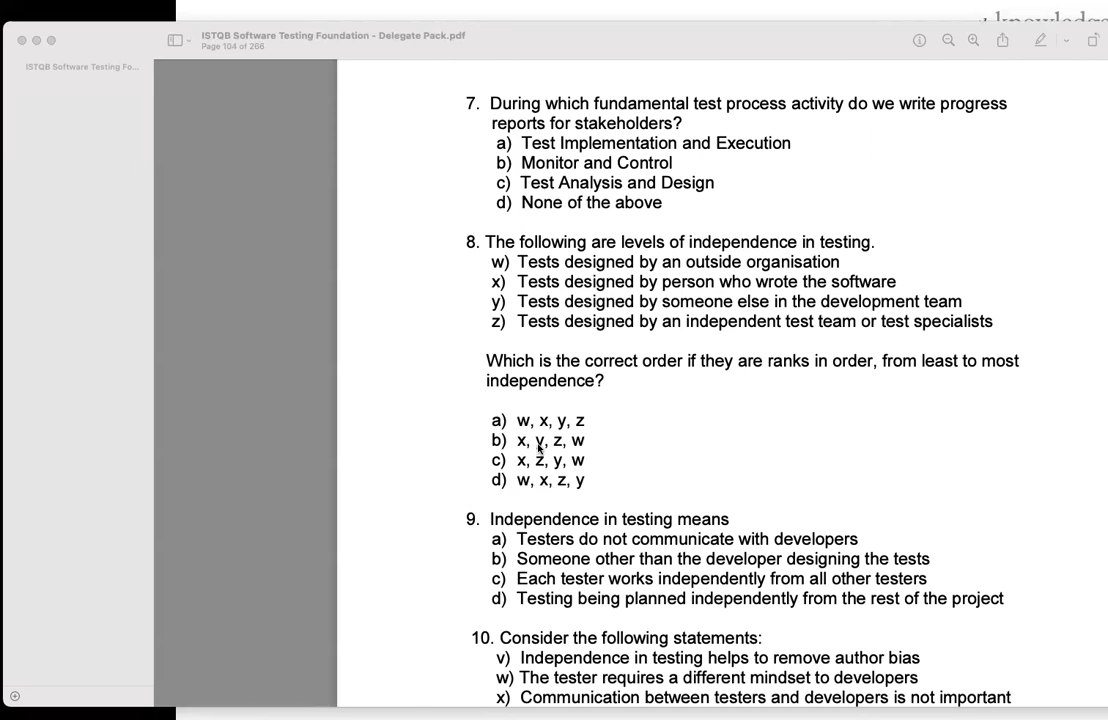 ISTQB Software Testing Foundation - Delegate Pack.pdf
Page 104 of 266
ISTQB Software Testing Fo...
7. During which fundamental test process activity do we write progress
reports for stakeholders?
a) Test Implementation and Execution
b) Monitor and Control
c) Test Analysis and Design
d) None of the above
8. The following are levels of independence in testing.
w) Tests designed by an outside organisation
x) Tests designed by person who wrote the software
y) Tests designed by someone else in the development team
z) Tests designed by an independent test team or test specialists
Which is the correct order if they are ranks in order, from least to most
independence?
a) w, x, y, z
b) x, y, z, w
c) x, z, y, w
d) w, x, z, y
9. Independence in testing means
a) Testers do not communicate with developers
b) Someone other than the developer designing the tests
c) Each tester works independently from all other testers
d) Testing being planned independently from the rest of the project
10. Consider the following statements:
v) Independence in testing helps to remove author bias
w) The tester requires a different mindset to developers
x) Communication between testers and developers is not important